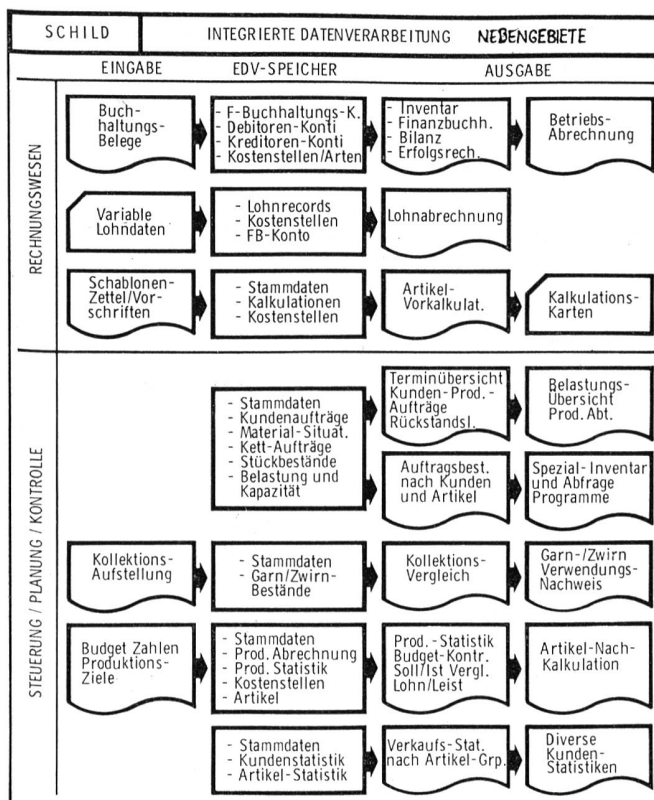 SCHILD
INTEGRIERTE DATENVERARBEITUNG NEBENGEBIETE
EINGABE EDV-SPEICHER AUSGABE
RECHNUNGSWESEN
Buch-
haltungs-
Belege
- F-Buchhaltungs-K.
- Debitoren-Konti
- Kreditoren-Konti
- Kostenstellen/Arten
- Inventar
- Finanzbuchh.
- Bilanz
- Erfolgsrech.
Betriebs-
Abrechnung
Variable
Lohndaten
- Lohnrecords
- Kostenstellen
- FB-Konto
Lohnabrechnung
Schablonen-
Zettel/Vor-
schriften
- Stammdaten
- Kalkulationen
- Kostenstellen
Artikel-
Vorkalkulat.
Kalkulations-
Karten
STEUERUNG / PLANUNG / KONTROLLE
- Stammdaten
- Kundenaufträge
- Material-Situat.
- Kett-Aufträge
- Stückbestände
- Belastung und
Kapazität
Terminübersicht
Kunden-Prod.-
Aufträge
Rückstandsl.
Belastungs-
Übersicht
Prod. Abt.
Auftragsbest.
nach Kunden
und Artikel
Spezial-Inventar
und Abfrage
Programme
Kollektions-
Aufstellung
- Stammdaten
- Garn/Zwirn-
Bestände
Kollektions-
Vergleich
Garn-/Zwirn
Verwendungs-
Nachweis
Budget Zahlen
Produktions-
Ziele
- Stammdaten
- Prod. Abrechnung
- Prod. Statistik
- Kostenstellen
- Artikel
Prod.-Statistik
Budget-Kontr.
Soll/Ist Vergl.
Lohn/Leist
Artikel-Nach-
Kalkulation
- Stammdaten
- Kundenstatistik
- Artikel-Statistik
Verkaufs-Stat.
nach Artikel-Grp.
Diverse
Kunden-
Statistiken